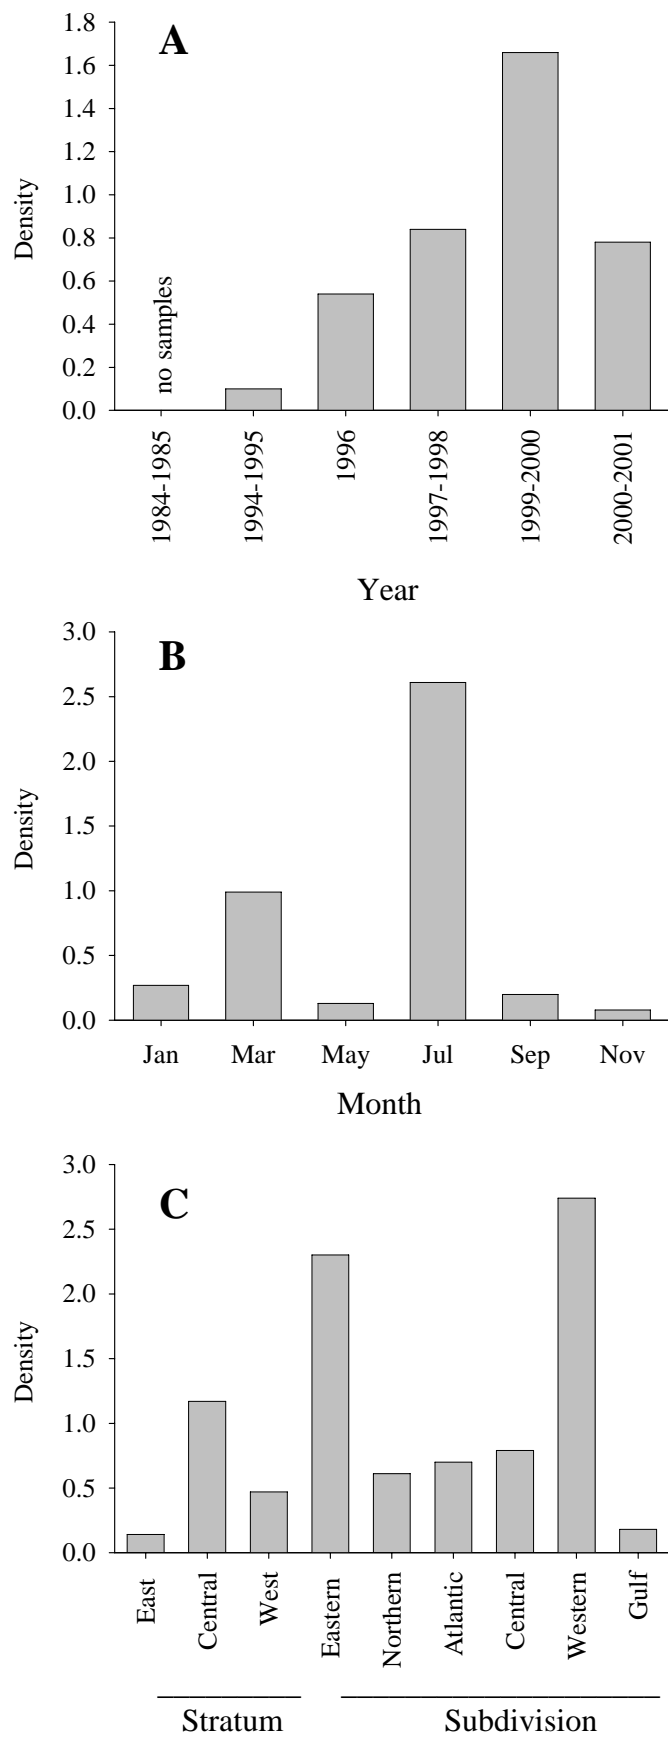 A
1.8
1.6
1.4
1.2
1.0
0.8
0.6
0.4
0.2
0.0
Density
no samples
1984-1985
1994-1995
1996
1997-1998
1999-2000
2000-2001
Year
B
3.0
2.5
2.0
1.5
1.0
0.5
0.0
Density
Jan Mar May Jul Sep Nov
Month
C
3.0
2.5
2.0
1.5
1.0
0.5
0.0
Density
East
Central
West
Eastern
Northern
Atlantic
Central
Western
Gulf
Stratum Subdivision